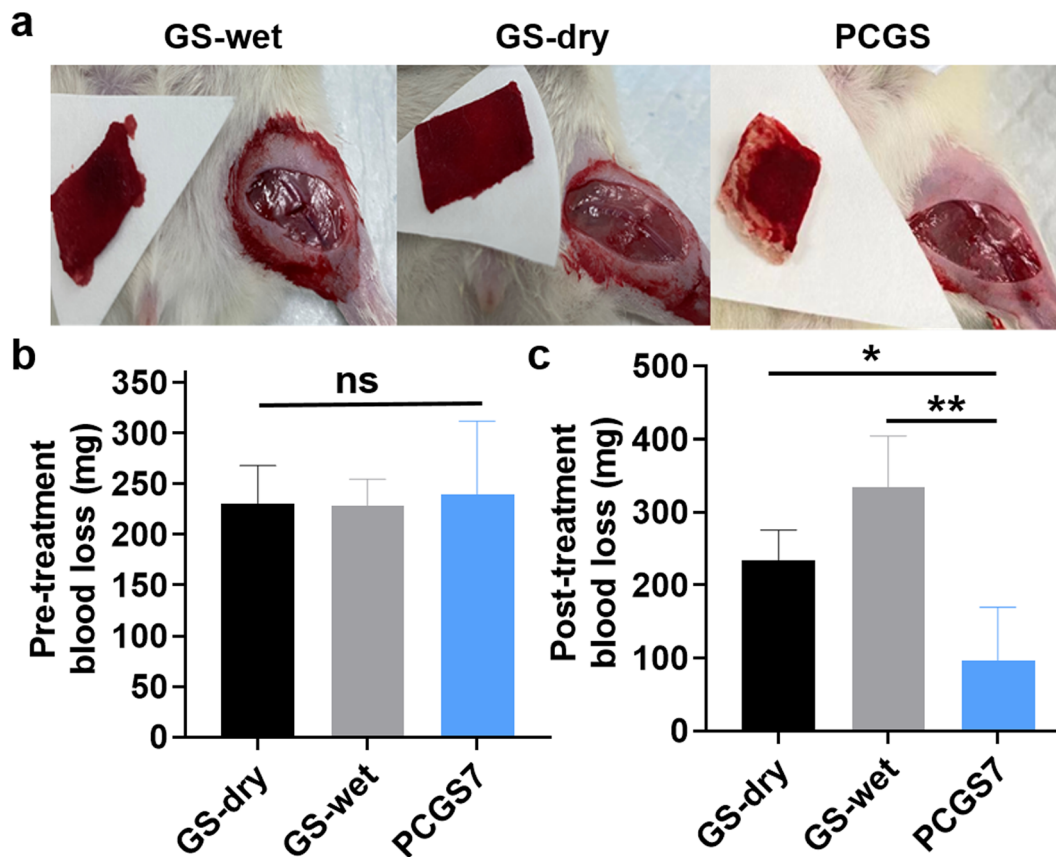 a
GS-wet GS-dry PCGS
b
Pre-treatment
blood loss (mg)
350
300
250
200
150
100
50
0
ns
GS-dry GS-wet PCGS7
c
Post-treatment
blood loss (mg)
500
400
300
200
100
0
*
**
GS-dry GS-wet PCGS7